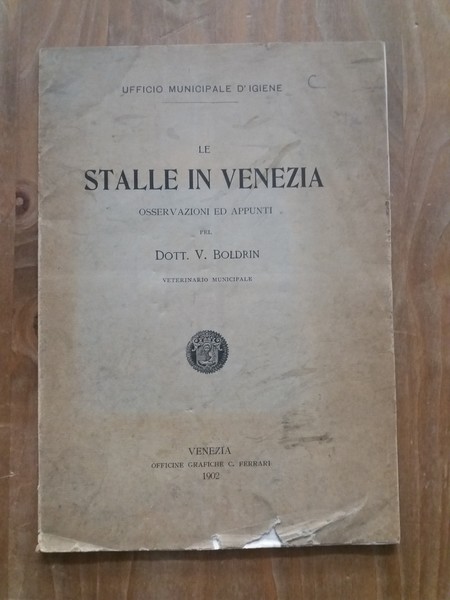 UFFICIO MUNICIPALE D'IGIENE
LE
STALLE IN VENEZIA
OSSERVAZIONI ED APPUNTI
PEL
DOTT. V. BOLDRIN
VETERINARIO MUNICIPALE
VENEZIA
OFFICINE GRAFICHE C. FERRARI
1902